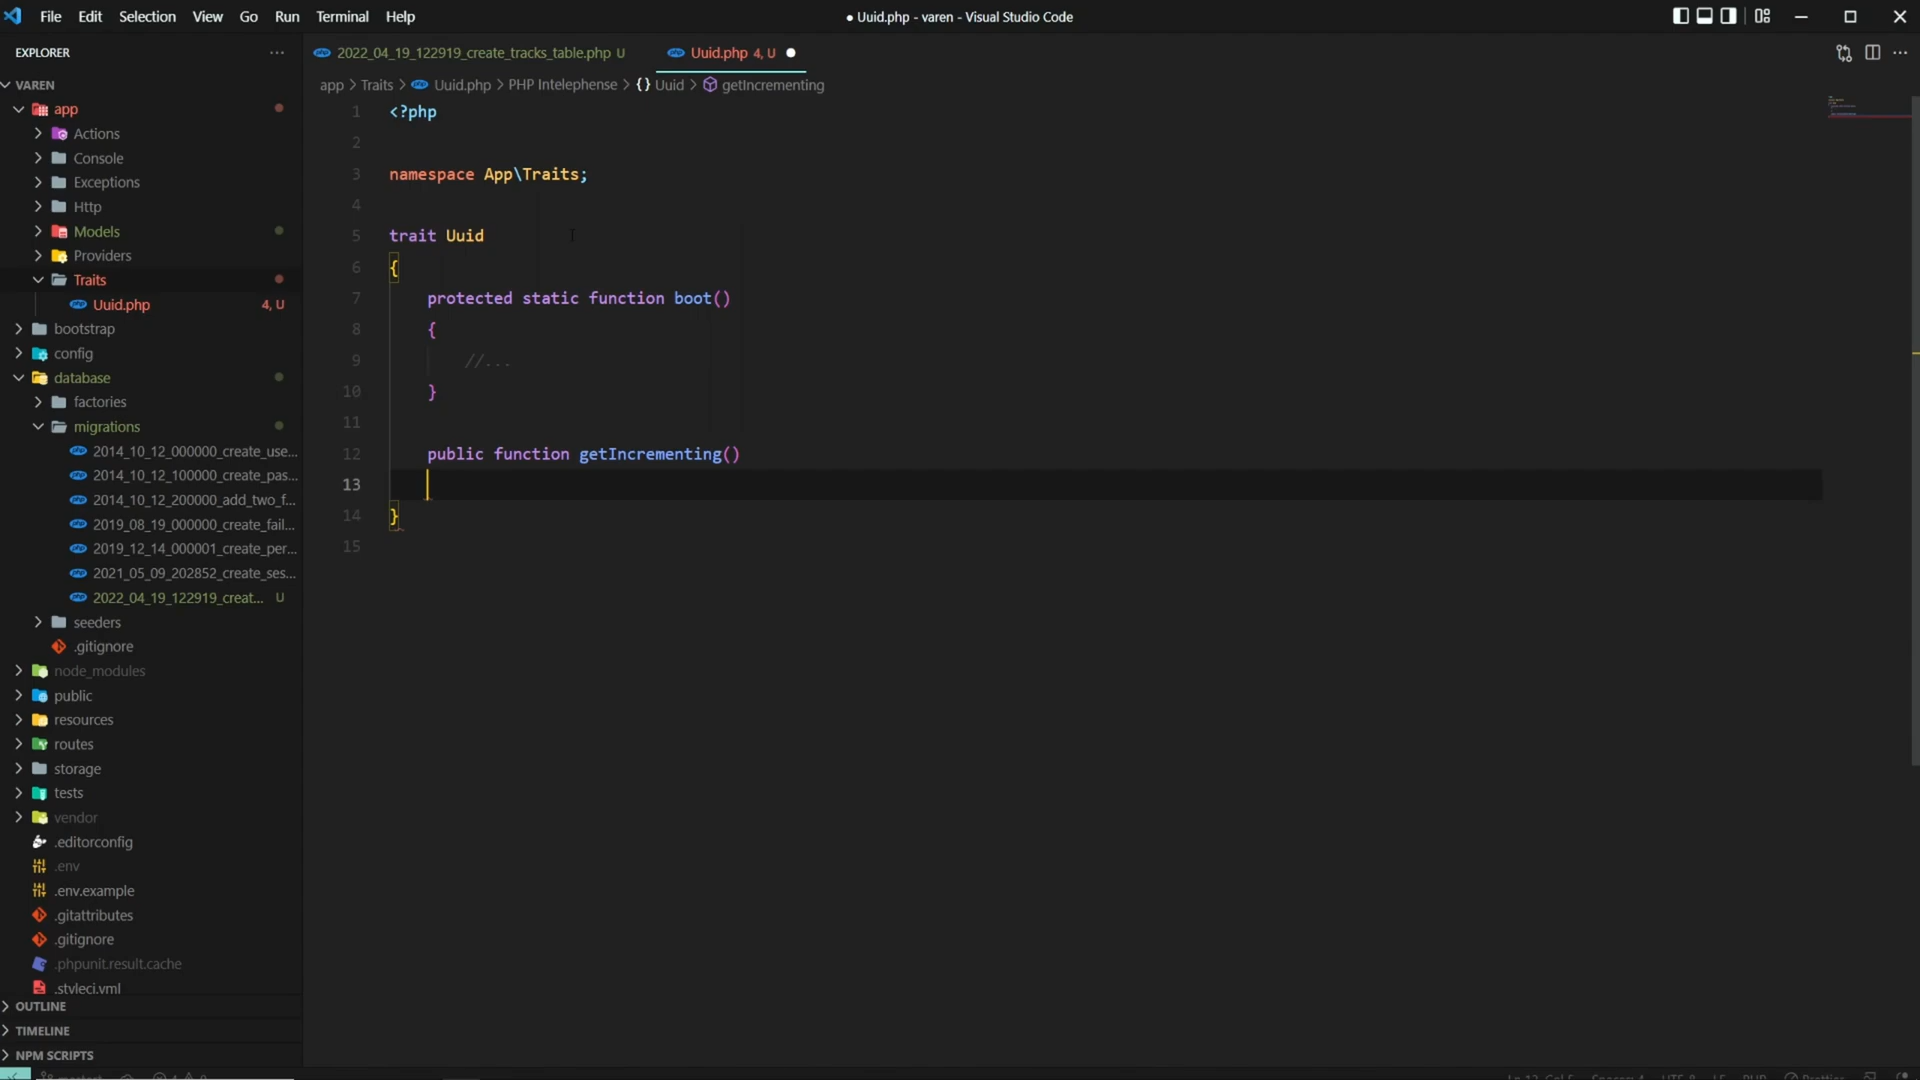 File Edit Selection View Go Run Terminal Help
● Uuid.php - varen - Visual Studio Code
EXPLORER
VAREN
app
Actions
Console
Exceptions
Http
Models
Providers
Traits
Uuid.php 4, U
bootstrap
config
database
factories
migrations
2014_10_12_000000_create_use...
2014_10_12_100000_create_pas...
2014_10_12_200000_add_two_f...
2019_08_19_000000_create_fail...
2019_12_14_000001_create_per...
2021_05_09_202852_create_ses...
2022_04_19_122919_creat... U
seeders
.gitignore
node_modules
public
resources
routes
storage
tests
vendor
.editorconfig
.env
.env.example
.gitattributes
.gitignore
.phpunit.result.cache
.styleci.yml
OUTLINE
TIMELINE
NPM SCRIPTS
2022_04_19_122919_create_tracks_table.php U
Uuid.php 4, U
app > Traits > Uuid.php > PHP Intelephense > {} Uuid > getIncrementing
1 <?php
2
3 namespace App\Traits;
4
5 trait Uuid
6 {
7 protected static function boot()
8 {
9 //...
10 }
11
12 public function getIncrementing()
13
14 }
15